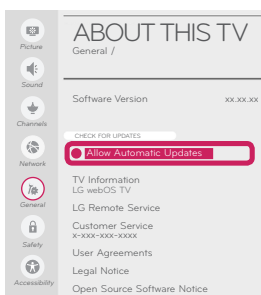 ABOUT THIS TV
General /
Picture
Sound
Channels
Network
General
Safety
Accessibility
Software Version xx.xx.xx
CHECK FOR UPDATES
Allow Automatic Updates
TV Information
LG webOS TV
LG Remote Service
Customer Service
x-xxx-xxx-xxxx
User Agreements
Legal Notice
Open Source Software Notice